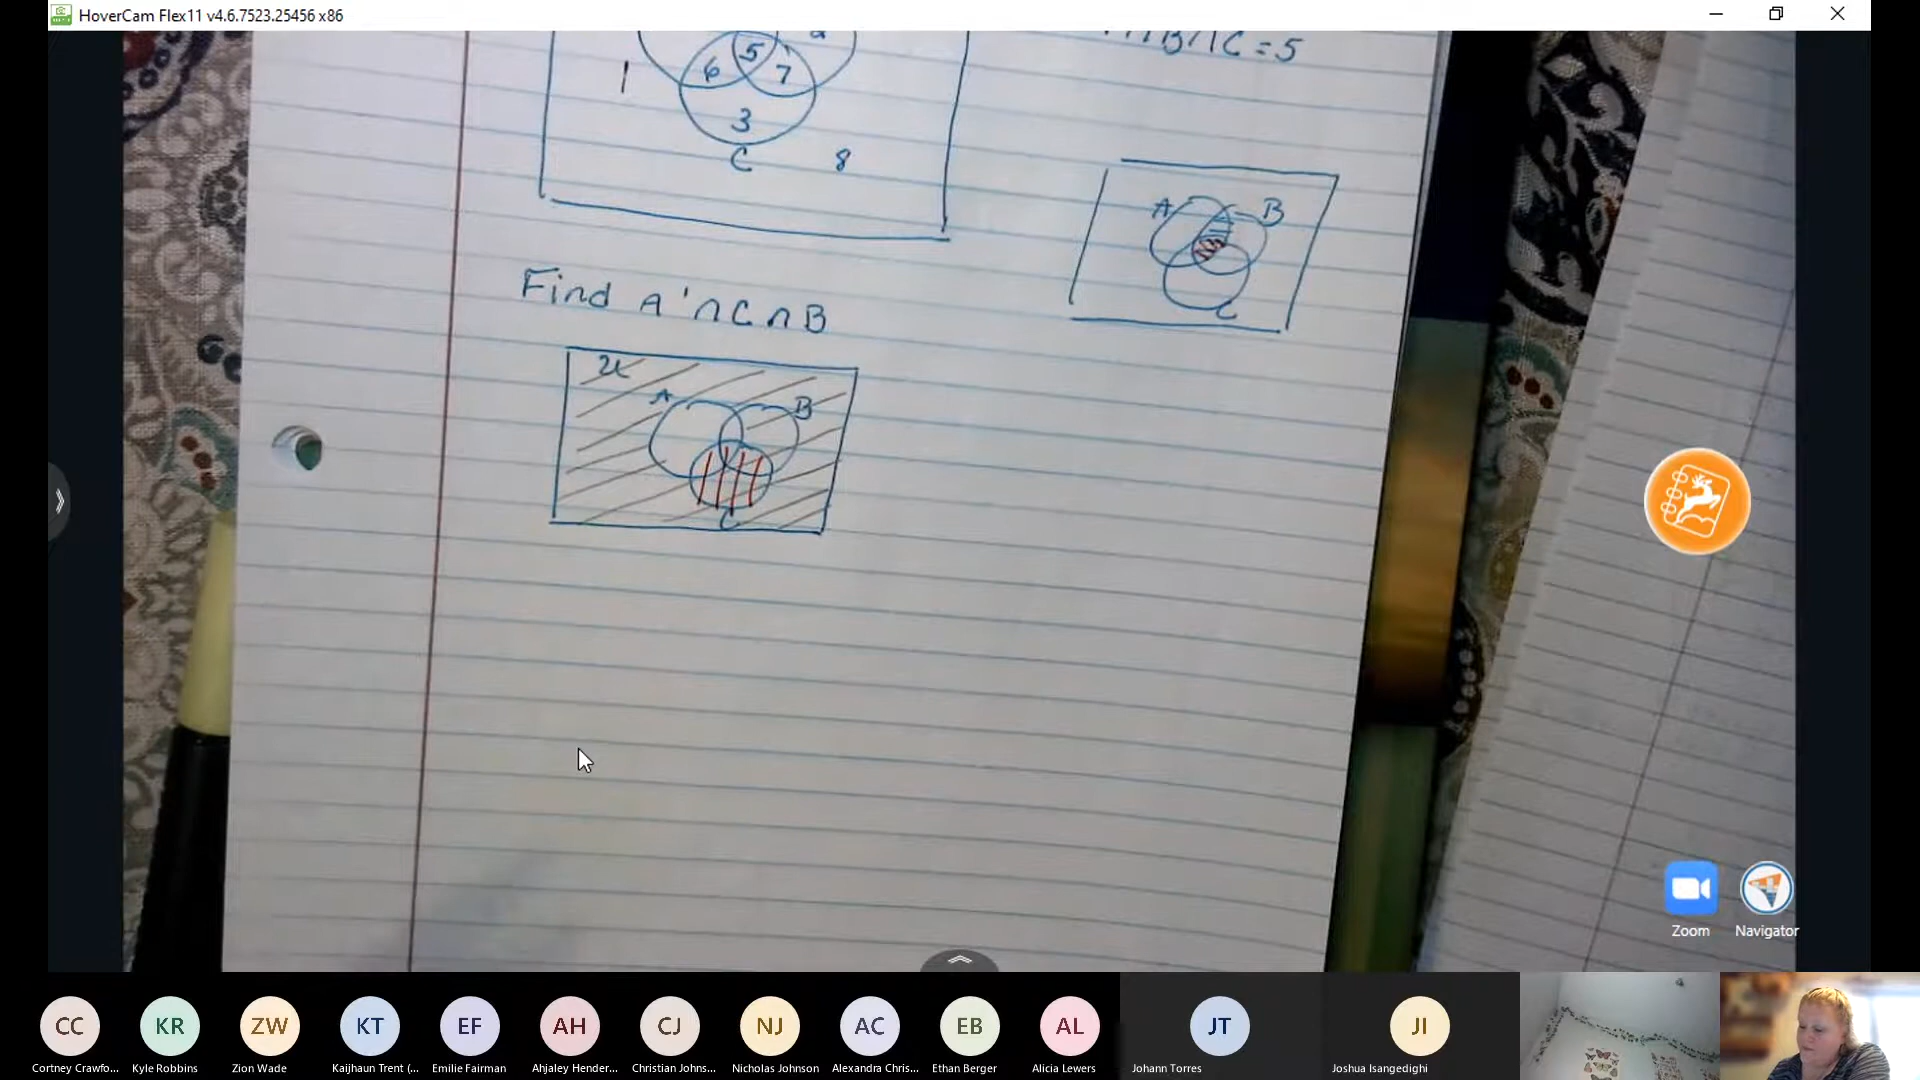 HoverCam Flex11 v4.6.7523.25456 x86
B ∩ C = 5
5
6 7
1
3
C 8
A B
C
Find A' ∩ C ∩ B
U
A B
C
Zoom Navigator
CC KR ZW KT EF AH CJ NJ AC EB AL JT JI
Cortney Crawfo... Kyle Robbins Zion Wade Kaijhaun Trent (... Emilie Fairman Ahjaley Hender... Christian Johns... Nicholas Johnson Alexandra Chris... Ethan Berger Alicia Lewers Johann Torres Joshua Isangedighi